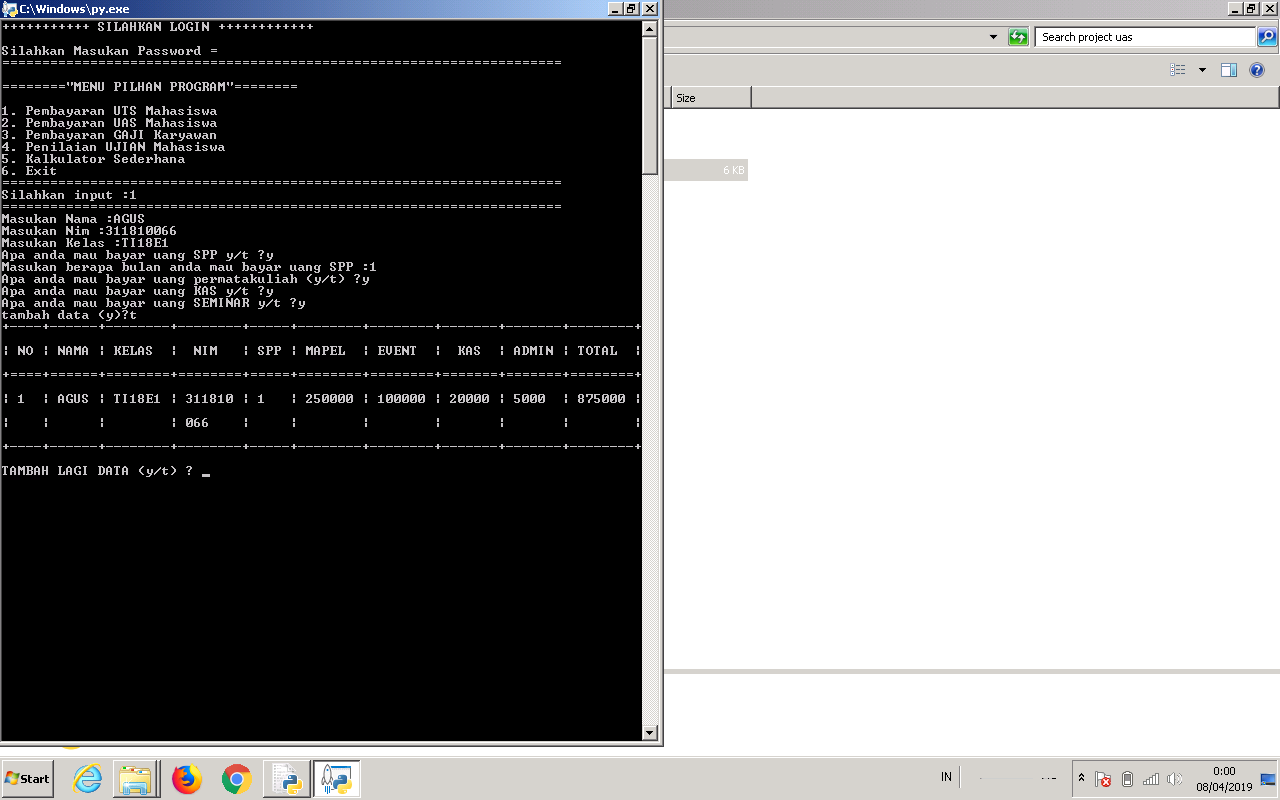 C:\Windows\py.exe
+++++++++++ SILAHKAN LOGIN ++++++++++++
Silahkan Masukan Password =
======================================================================
========"MENU PILHAN PROGRAM"========
1. Pembayaran UTS Mahasiswa
2. Pembayaran UAS Mahasiswa
3. Pembayaran GAJI Karyawan
4. Penilaian UJIAN Mahasiswa
5. Kalkulator Sederhana
6. Exit
======================================================================
Silahkan input :1
======================================================================
Masukan Nama :AGUS
Masukan Nim :311810066
Masukan Kelas :TI18E1
Apa anda mau bayar uang SPP y/t ?y
Masukan berapa bulan anda mau bayar uang SPP :1
Apa anda mau bayar uang permatakuliah (y/t) ?y
Apa anda mau bayar uang KAS y/t ?y
Apa anda mau bayar uang SEMINAR y/t ?y
tambah data (y)?t
+----+------+--------+--------+-----+--------+--------+-------+-------+--------+
| NO | NAMA | KELAS  |  NIM   | SPP | MAPEL  | EVENT  |  KAS  | ADMIN | TOTAL  |
+====+======+========+========+=====+========+========+=======+=======+========+
| 1  | AGUS | TI18E1 | 311810 | 1   | 250000 | 100000 | 20000 | 5000  | 875000 |
|    |      |        | 066    |     |        |        |       |       |        |
+----+------+--------+--------+-----+--------+--------+-------+-------+--------+
TAMBAH LAGI DATA (y/t) ? _
Search project uas
Size
6 KB
Start
IN
0:00
08/04/2019